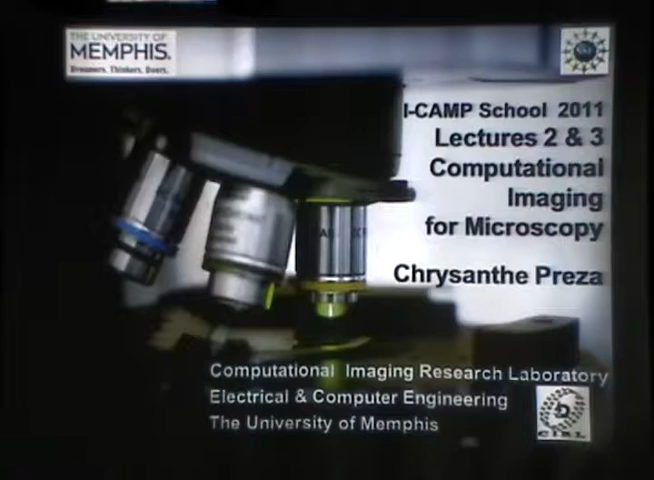 THE UNIVERSITY OF
MEMPHIS.
Dreamers. Thinkers. Doers.
I-CAMP School 2011
Lectures 2 & 3
Computational
Imaging
for Microscopy
Chrysanthe Preza
Computational Imaging Research Laboratory
Electrical & Computer Engineering
The University of Memphis
CIRL